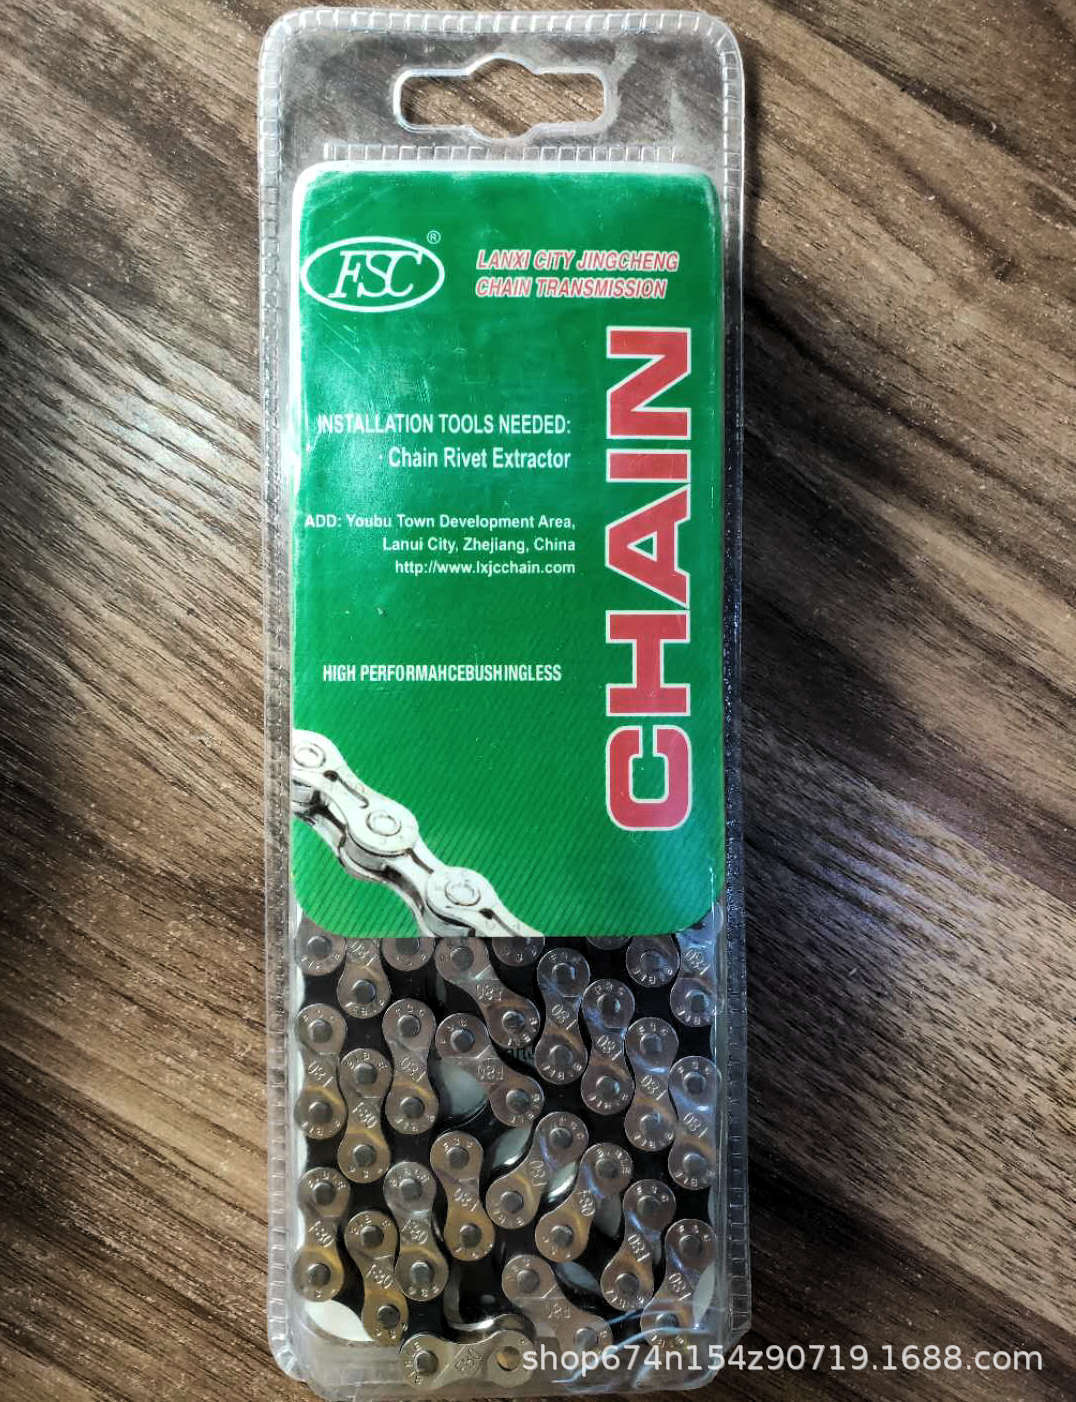 FSC ®
LANXI CITY JINGCHENG
CHAIN TRANSMISSION
CHAIN
INSTALLATION TOOLS NEEDED:
· Chain Rivet Extractor
ADD: Youbu Town Development Area,
Lanui City, Zhejiang, China
http://www.lxjcchain.com
HIGH PERFORMAHCEBUSHINGLESS
shop674n154z90719.1688.com